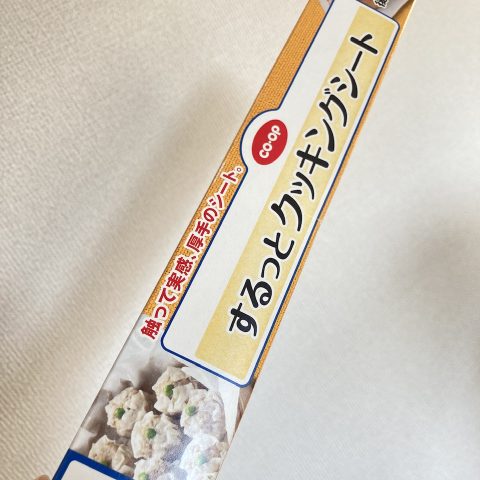 co·op
するっとクッキングシート
触って実感、厚手のシート。